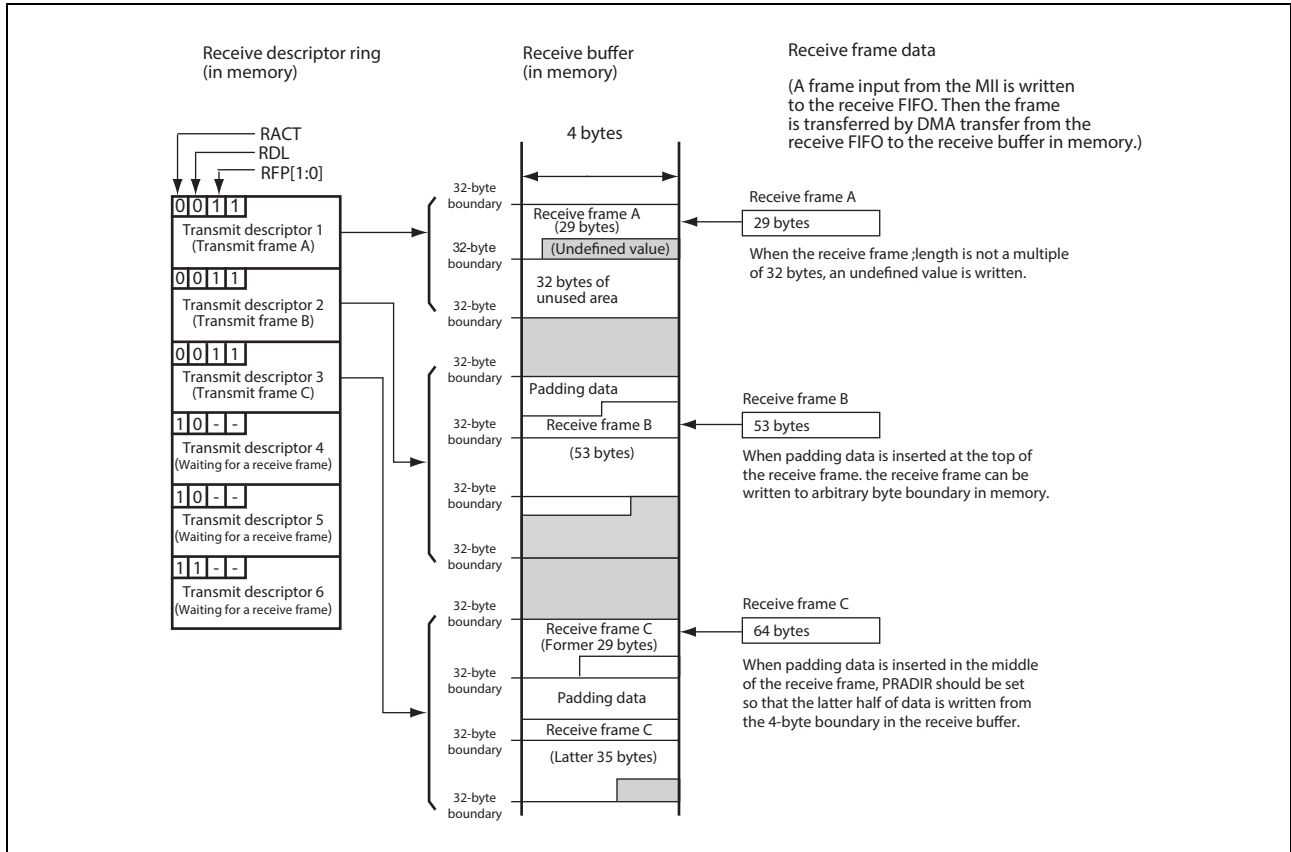 Receive descriptor ring
(in memory)
RACT
RDL
RFP[1:0]
0 0 1 1
Transmit descriptor 1
(Transmit frame A)
0 0 1 1
Transmit descriptor 2
(Transmit frame B)
0 0 1 1
Transmit descriptor 3
(Transmit frame C)
1 0 - -
Transmit descriptor 4
(Waiting for a receive frame)
1 0 - -
Transmit descriptor 5
(Waiting for a receive frame)
1 1 - -
Transmit descriptor 6
(Waiting for a receive frame)
Receive buffer
(in memory)
4 bytes
32-byte
boundary
Receive frame A
(29 bytes)
(Undefined value)
32-byte
boundary
32 bytes of
unused area
32-byte
boundary
32-byte
boundary
Padding data
32-byte
boundary
Receive frame B
(53 bytes)
32-byte
boundary
32-byte
boundary
32-byte
boundary
Receive frame C
(Former 29 bytes)
32-byte
boundary
Padding data
32-byte
boundary
Receive frame C
(Latter 35 bytes)
32-byte
boundary
Receive frame data
(A frame input from the MII is written
to the receive FIFO. Then the frame
is transferred by DMA transfer from the
receive FIFO to the receive buffer in memory.)
Receive frame A
29 bytes
When the receive frame ;length is not a multiple
of 32 bytes, an undefined value is written.
Receive frame B
53 bytes
When padding data is inserted at the top of
the receive frame. the receive frame can be
written to arbitrary byte boundary in memory.
Receive frame C
64 bytes
When padding data is inserted in the middle
of the receive frame, PRADIR should be set
so that the latter half of data is written from
the 4-byte boundary in the receive buffer.